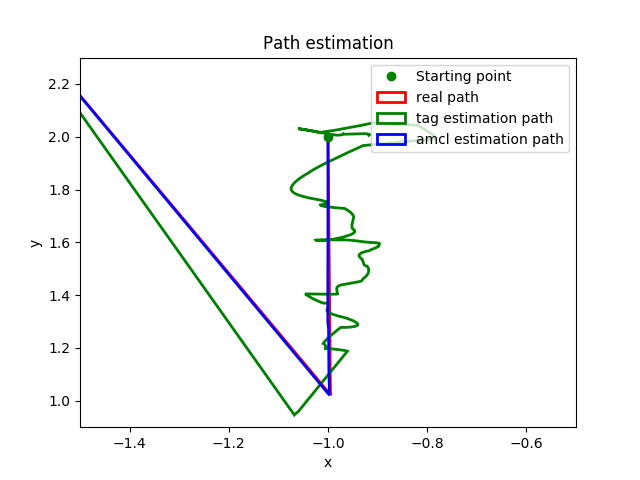 Path estimation
Starting point
real path
tag estimation path
amcl estimation path
2.2
2.0
1.8
1.6
1.4
1.2
1.0
y
−1.4
−1.2
−1.0
−0.8
−0.6
x